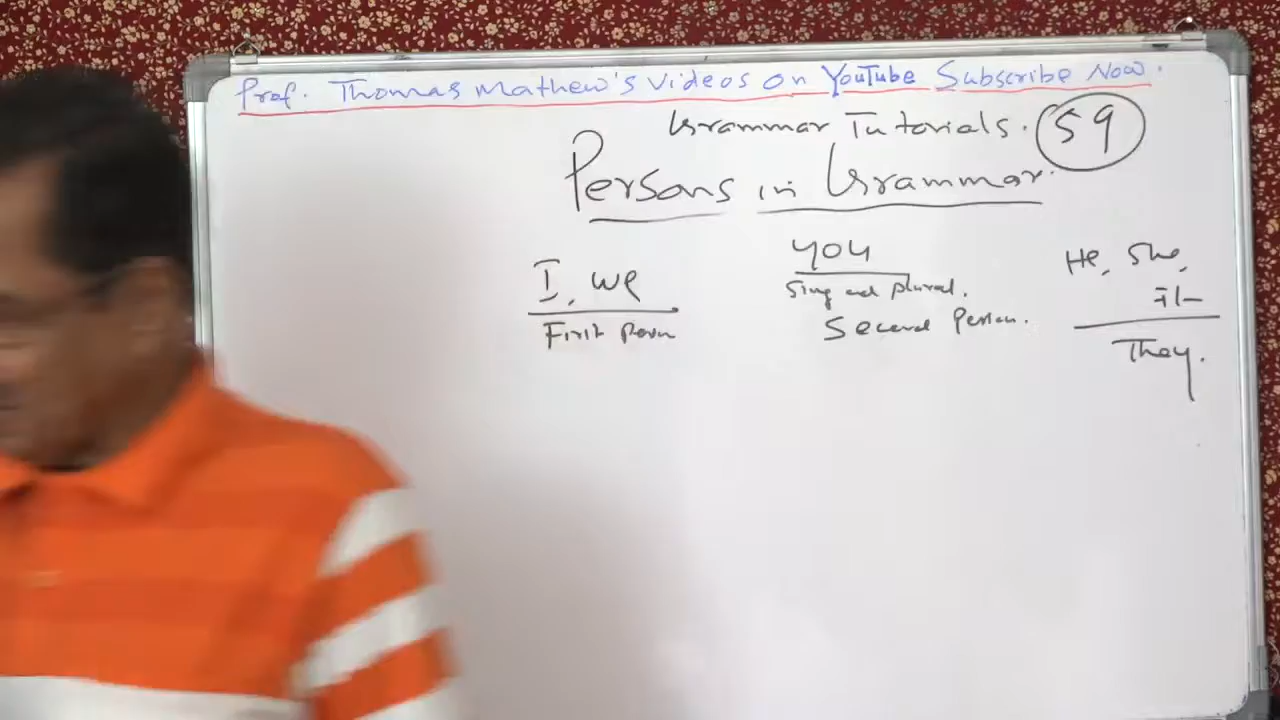 Prof. Thomas Mathew's Videos on YouTube Subscribe Now.
Grammar Tutorials. 59
Persons in Grammar.
I, we
First Person
you
Sing and plural.
Second Person.
He, She,
it
They.